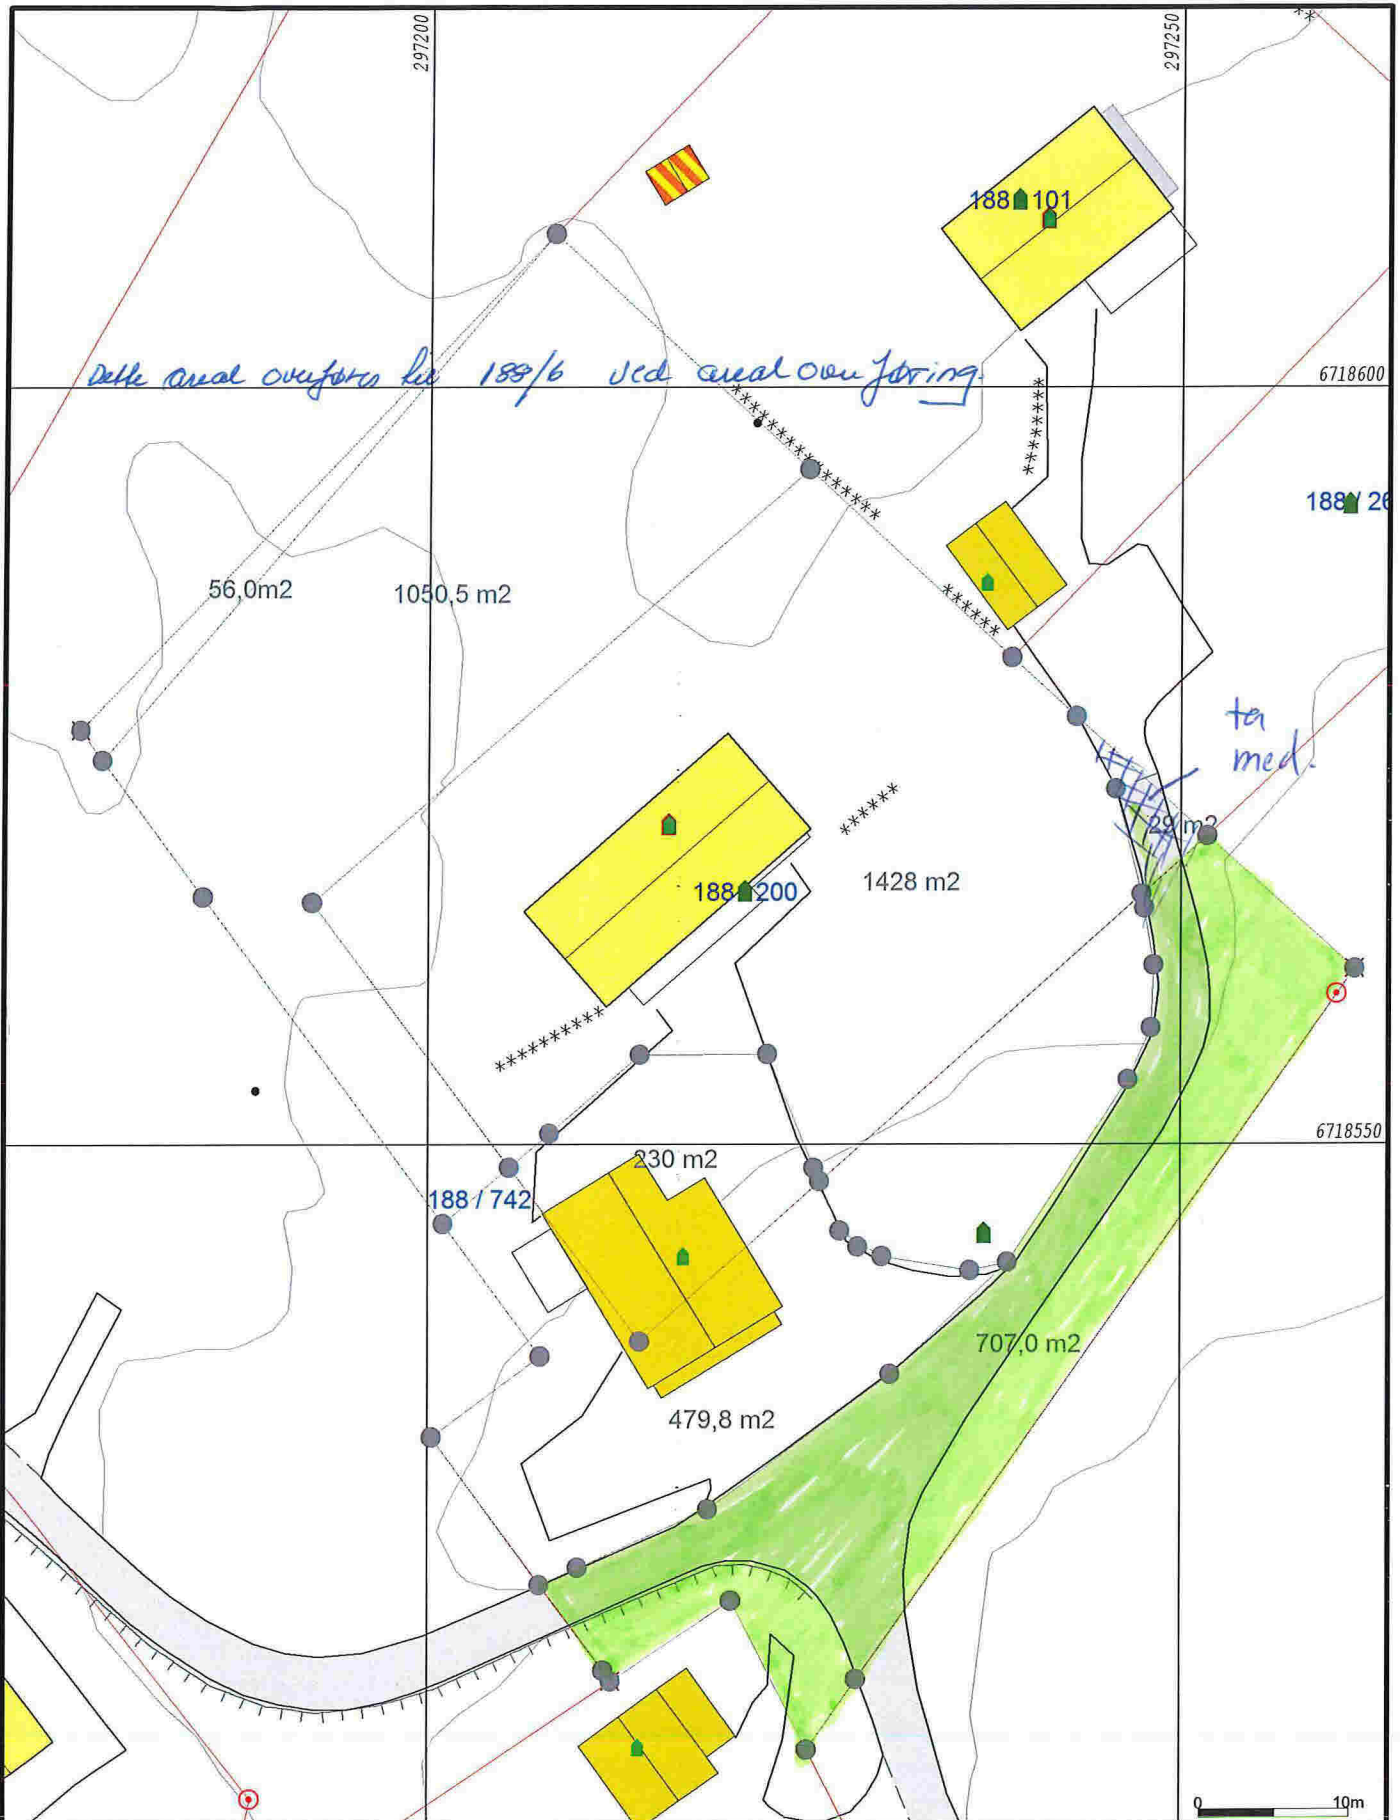 297200
297250
188 101
Dette areal overføres til 188/6 ved areal overføring.
6718600
188 / 26
56,0m2
1050,5 m2
ta
med.
29 m2
188 200
1428 m2
6718550
230 m2
188 / 742
707,0 m2
479,8 m2
0 10m